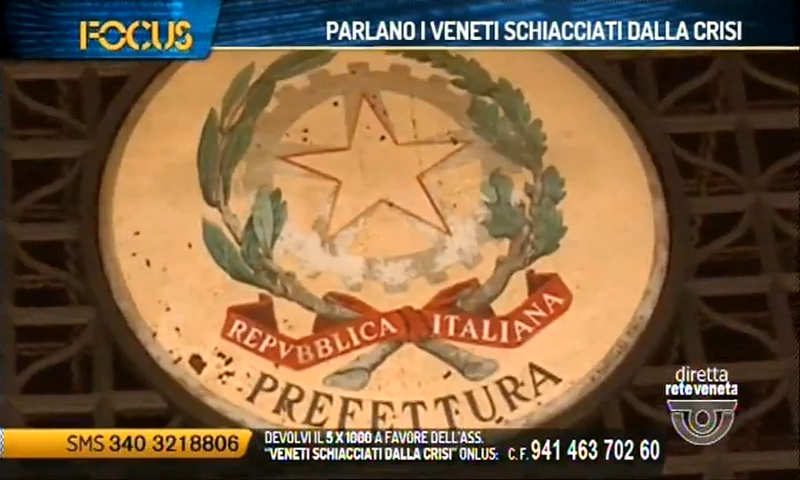 FOCUS
PARLANO I VENETI SCHIACCIATI DALLA CRISI
REPVBBLICA ITALIANA
PREFETTURA
diretta
reteveneta
SMS 340 3218806
DEVOLVI IL 5 X 1000 A FAVORE DELL'ASS.
"VENETI SCHIACCIATI DALLA CRISI" ONLUS: C.F. 941 463 702 60